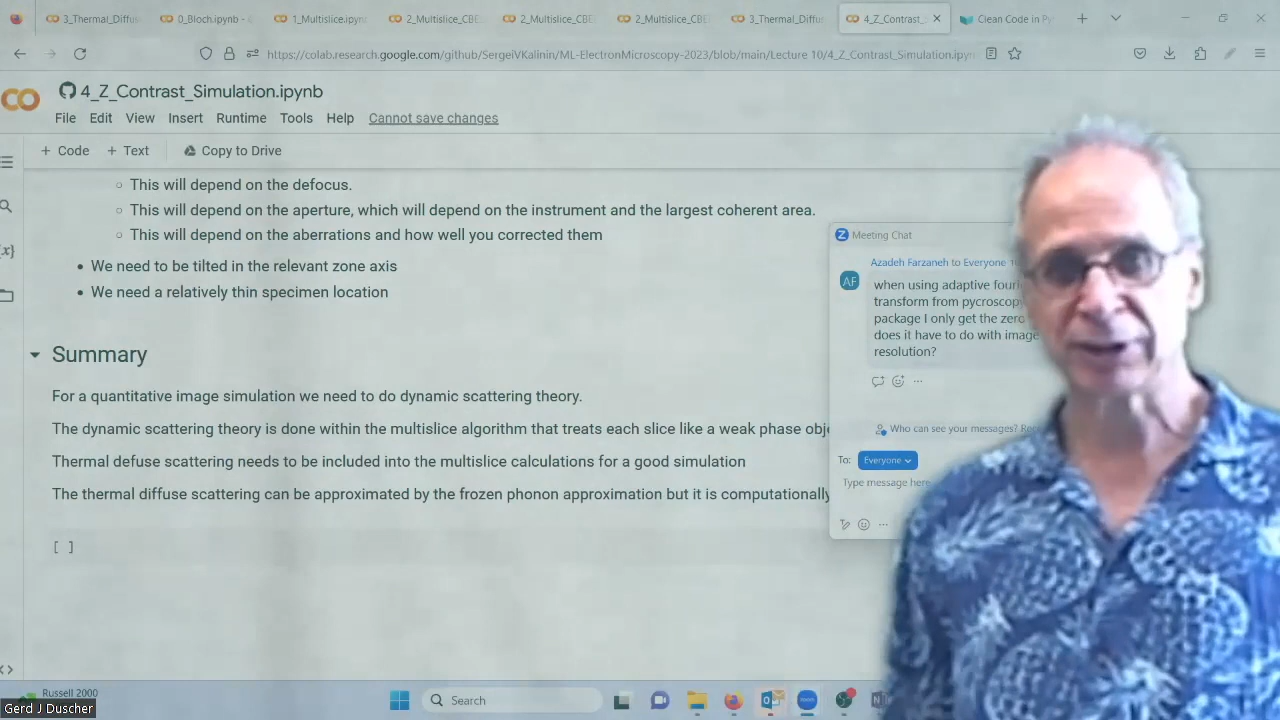 3_Thermal_Diffus
0_Bloch.ipynb -
1_Multislice.ipyn
2_Multislice_CBE
2_Multislice_CBE
2_Multislice_CBE
3_Thermal_Diffus
4_Z_Contrast_
Clean Code in Py
https://colab.research.google.com/github/SergeiVKalinin/ML-ElectronMicroscopy-2023/blob/main/Lecture 10/4_Z_Contrast_Simulation.ipyn
4_Z_Contrast_Simulation.ipynb
File Edit View Insert Runtime Tools Help Cannot save changes
+ Code + Text Copy to Drive
This will depend on the defocus.
This will depend on the aperture, which will depend on the instrument and the largest coherent area.
This will depend on the aberrations and how well you corrected them
We need to be tilted in the relevant zone axis
We need a relatively thin specimen location
Meeting Chat
Azadeh Farzaneh to Everyone
AF
when using adaptive fouri
transform from pycroscopy
package I only get the zero
does it have to do with image
resolution?
Who can see your messages? Rec
To: Everyone
Type message here
Summary
For a quantitative image simulation we need to do dynamic scattering theory.
The dynamic scattering theory is done within the multislice algorithm that treats each slice like a weak phase obje
Thermal defuse scattering needs to be included into the multislice calculations for a good simulation
The thermal diffuse scattering can be approximated by the frozen phonon approximation but it is computationally
[ ]
Russell 2000
Search
Gerd J Duscher